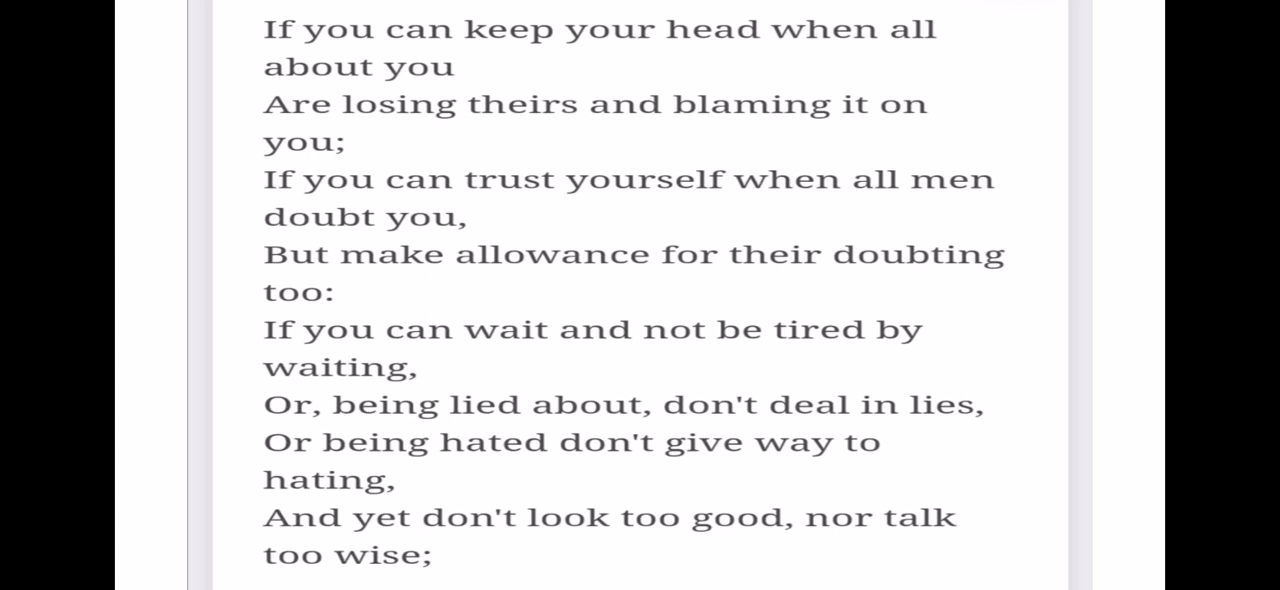 If you can keep your head when all
about you
Are losing theirs and blaming it on
you;
If you can trust yourself when all men
doubt you,
But make allowance for their doubting
too:
If you can wait and not be tired by
waiting,
Or, being lied about, don't deal in lies,
Or being hated don't give way to
hating,
And yet don't look too good, nor talk
too wise;